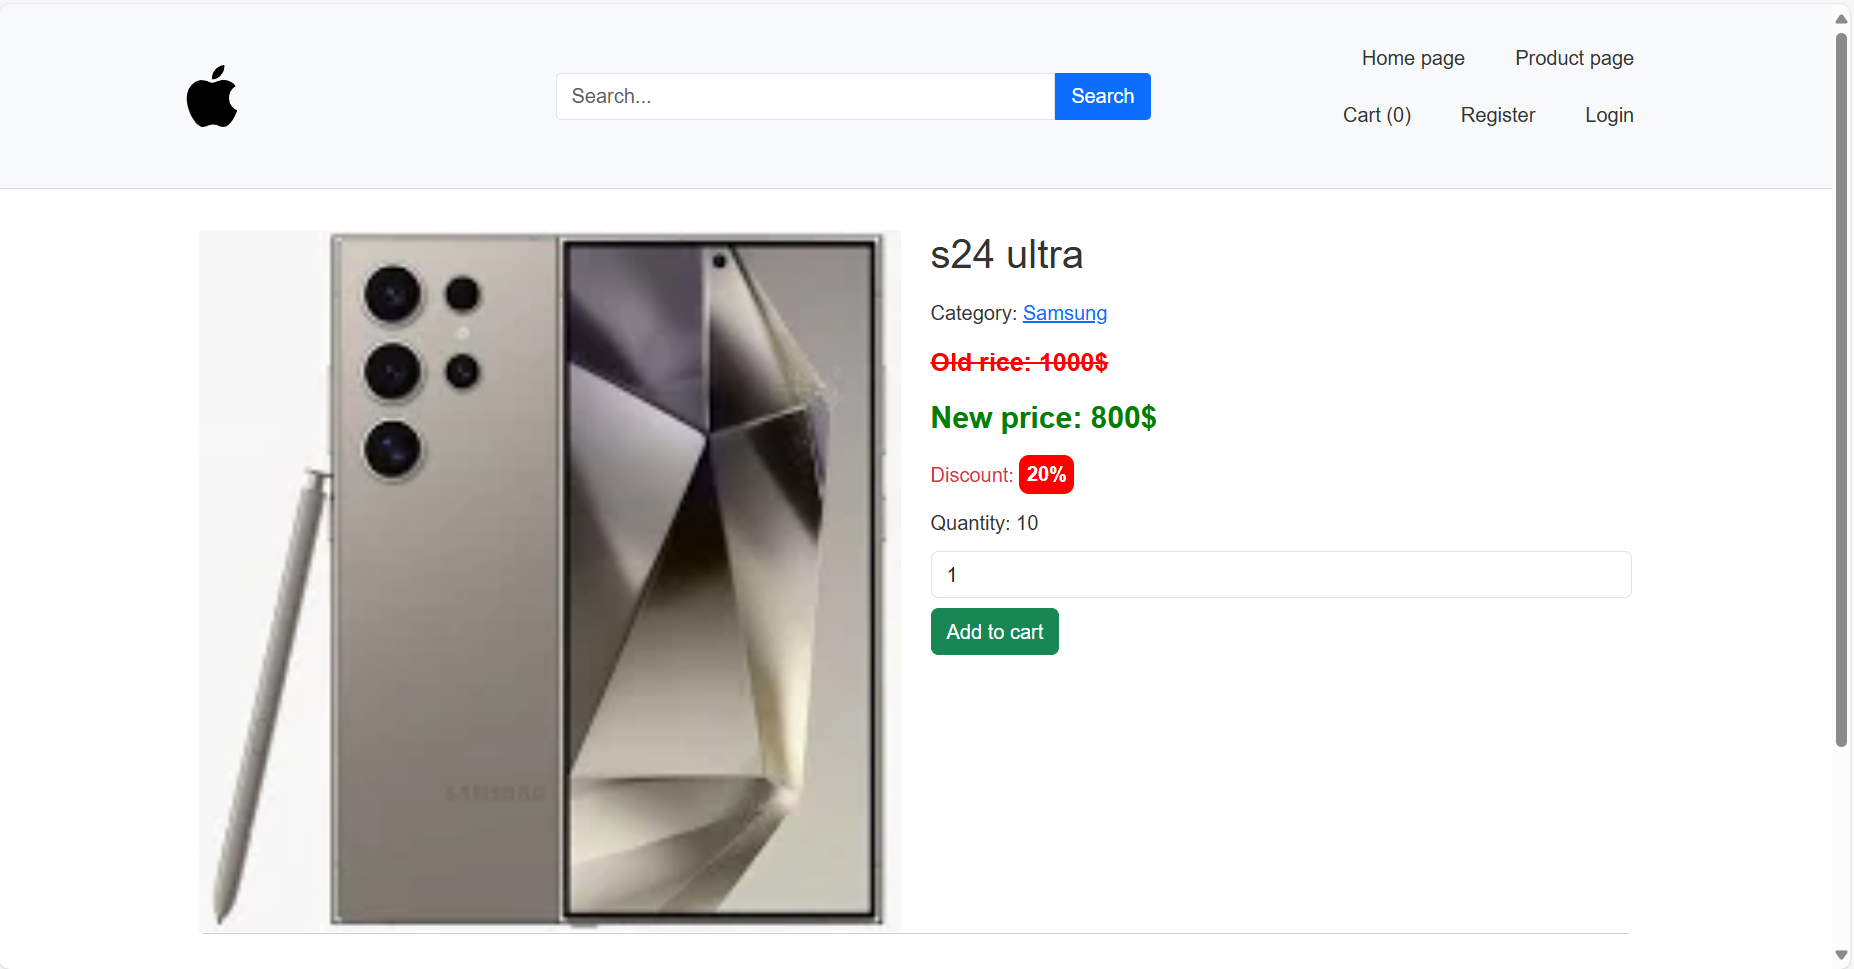 Home page Product page
Search... Search
Cart (0) Register Login
s24 ultra
Category: Samsung
Old rice: 1000$
New price: 800$
Discount: 20%
Quantity: 10
1
Add to cart
SAMSUNG